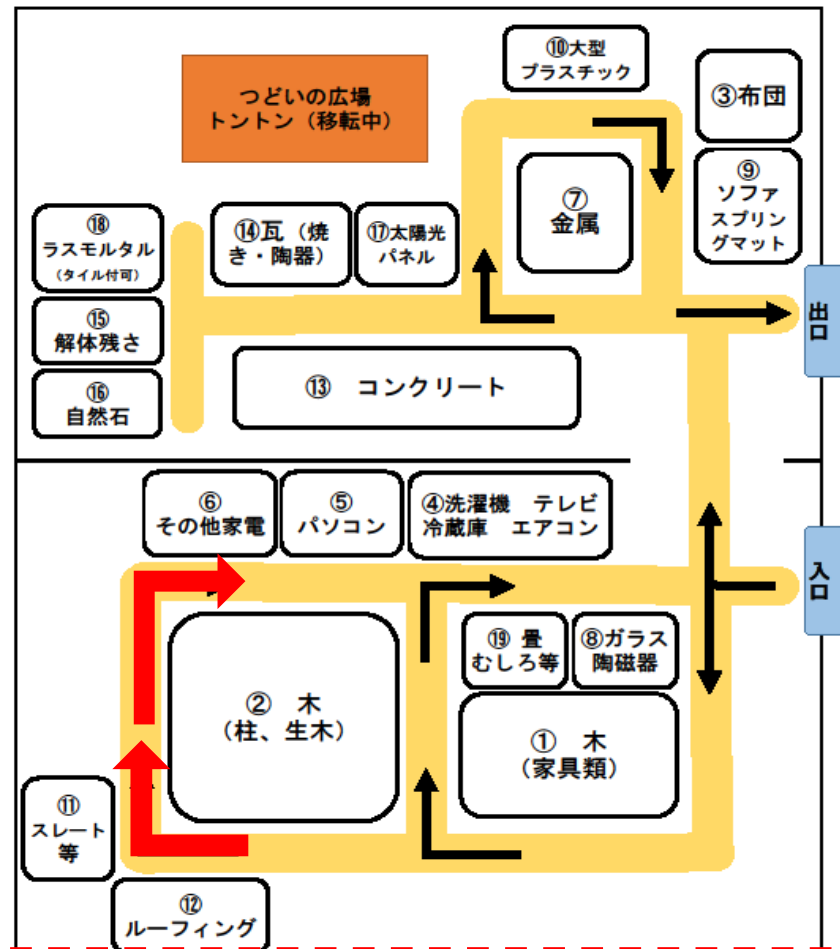 つどいの広場
トントン（移転中）
⑩大型
プラスチック
③布団
⑨
ソファ
スプリン
グマット
⑦
金属
⑱
ラスモルタル
（タイル付可）
⑭瓦（焼
き・陶器）
⑰太陽光
パネル
出口
⑮
解体残さ
⑯
自然石
⑬　コンクリート
⑥
その他家電
⑤
パソコン
④洗濯機　テレビ
冷蔵庫　エアコン
入口
⑲ 畳
むしろ等
⑧ガラス
陶磁器
②　木
（柱、生木）
①　木
（家具類）
⑪
スレート
等
⑫
ルーフィング